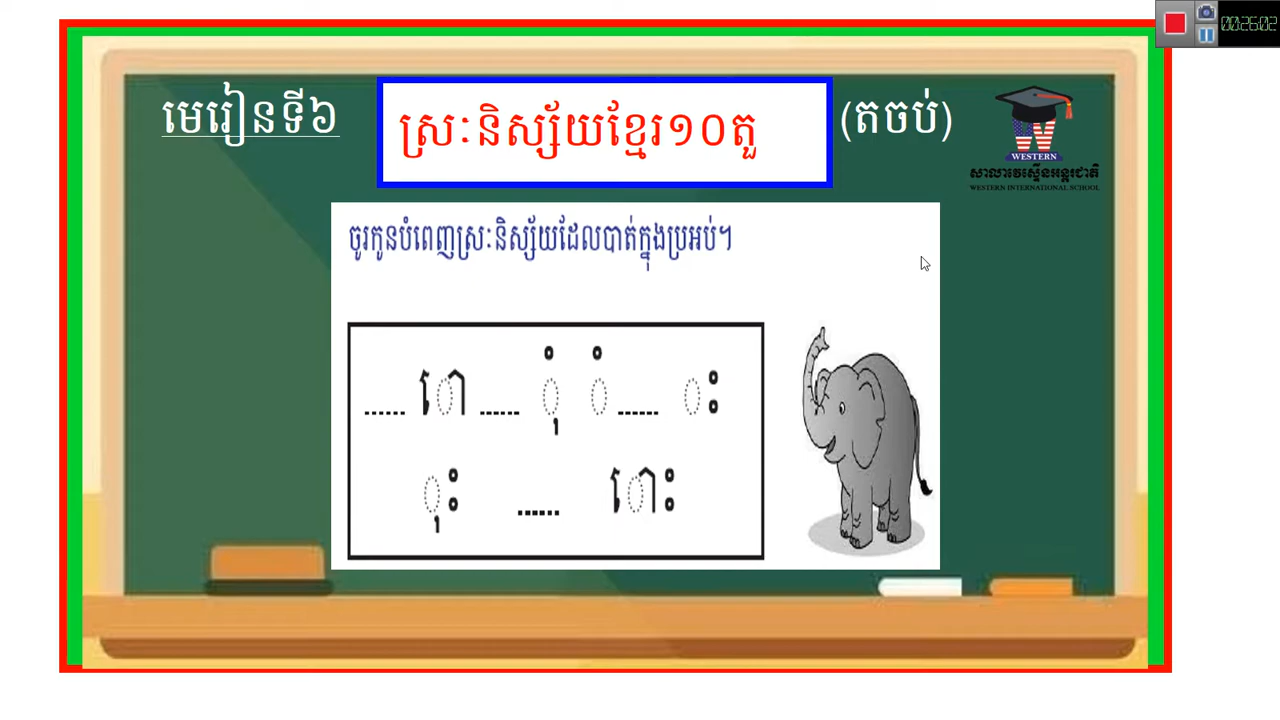 00:26:02
មេរៀនទី៦ ស្រៈនិស្ស័យខ្មែរ១០តួ (តចប់)
WESTERN
សាលាវេស្ទើនអន្តរជាតិ
WESTERN INTERNATIONAL SCHOOL
ចូរកូនបំពេញស្រៈនិស្ស័យដែលបាត់ក្នុងប្រអប់។
...... ោ ...... ុំ ំ ...... ះ
ុះ ...... ោះ